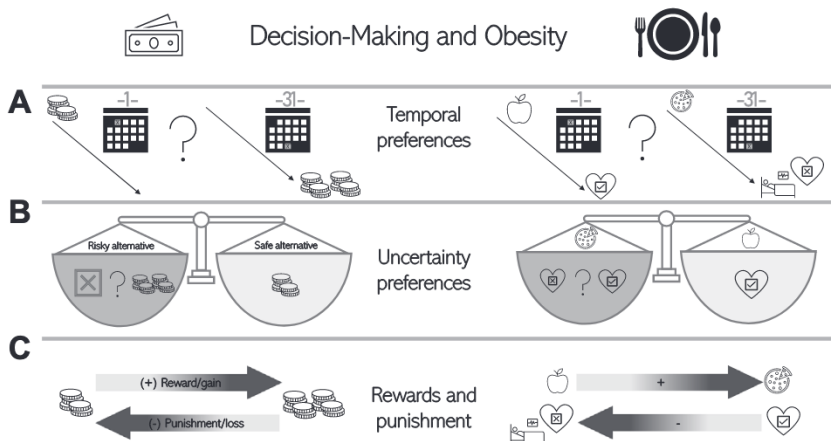 Decision-Making and Obesity
A
-1-
-31-
Temporal
preferences
-1-
-31-
B
Risky alternative
Safe alternative
Uncertainty
preferences
C
(+) Reward/gain
(-) Punishment/loss
Rewards and
punishment
+
-